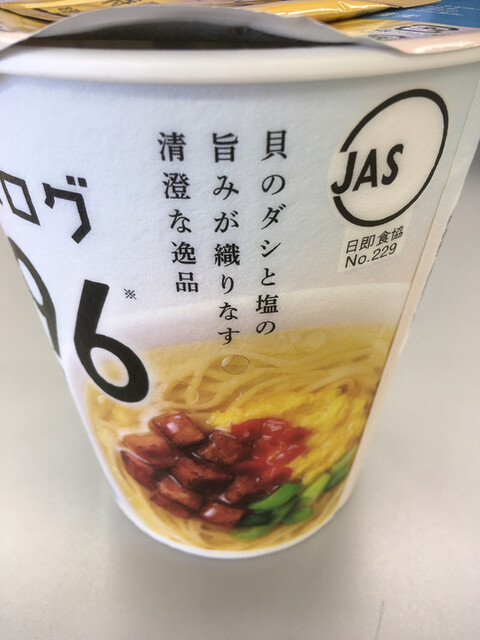 貝のダシと塩の
旨みが織りなす
清澄な逸品
JAS
日即食協
No.229
ログ
96
※